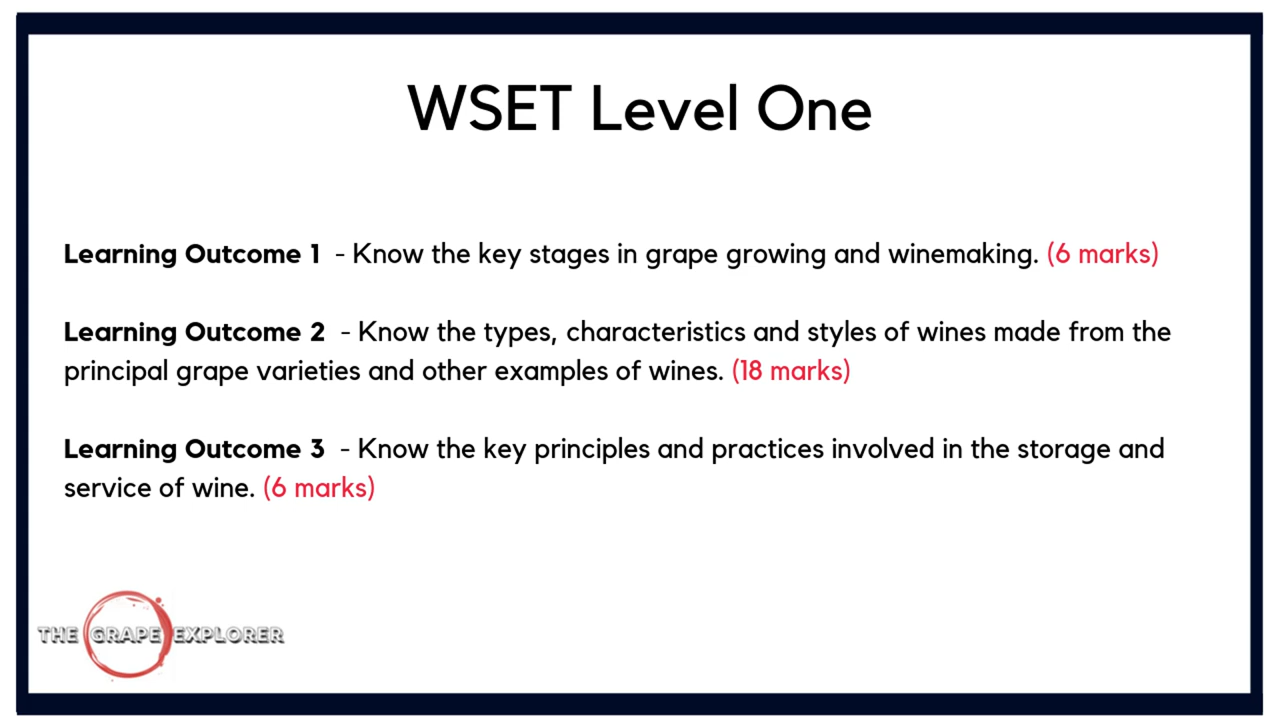 WSET Level One
Learning Outcome 1 - Know the key stages in grape growing and winemaking. (6 marks)
Learning Outcome 2 - Know the types, characteristics and styles of wines made from the
principal grape varieties and other examples of wines. (18 marks)
Learning Outcome 3 - Know the key principles and practices involved in the storage and
service of wine. (6 marks)
THE GRAPE EXPLORER